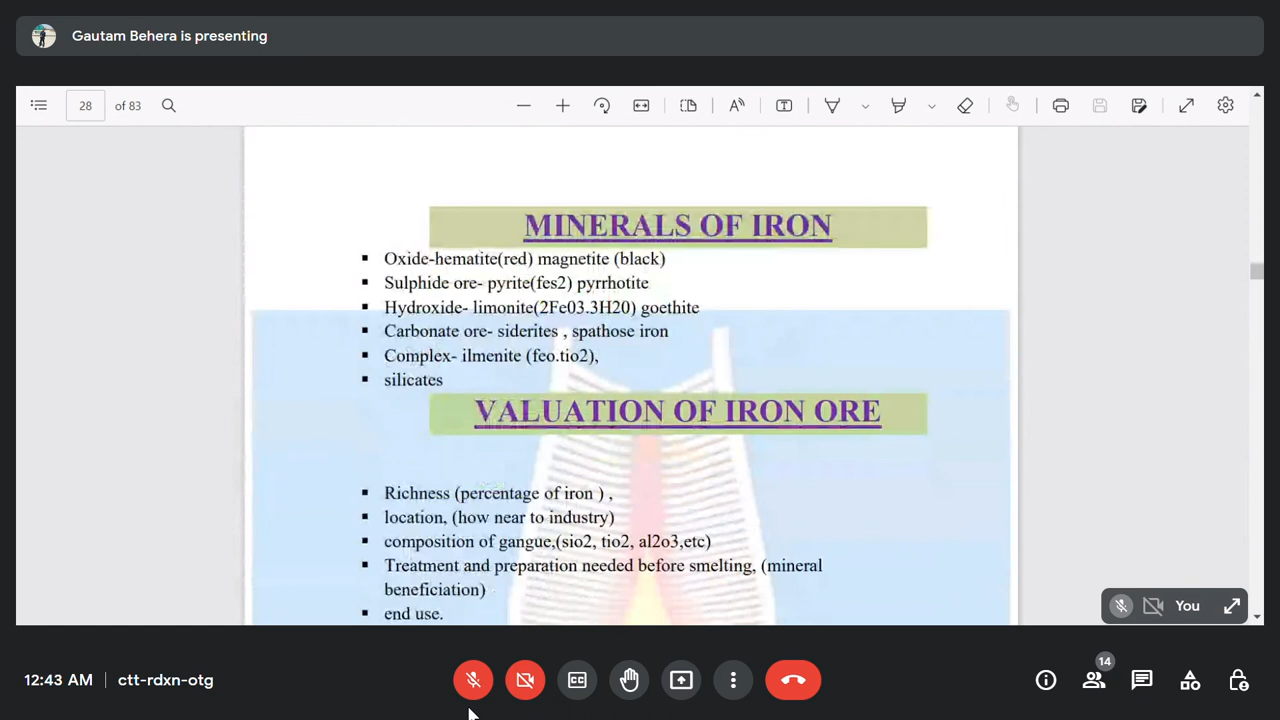 Gautam Behera is presenting
28 of 83
MINERALS OF IRON
▪ Oxide-hematite(red) magnetite (black)
▪ Sulphide ore- pyrite(fes2) pyrrhotite
▪ Hydroxide- limonite(2Fe03.3H20) goethite
▪ Carbonate ore- siderites , spathose iron
▪ Complex- ilmenite (feo.tio2),
▪ silicates
VALUATION OF IRON ORE
▪ Richness (percentage of iron ) ,
▪ location, (how near to industry)
▪ composition of gangue,(sio2, tio2, al2o3,etc)
▪ Treatment and preparation needed before smelting, (mineral
beneficiation)
▪ end use.
You
12:43 AM | ctt-rdxn-otg
14